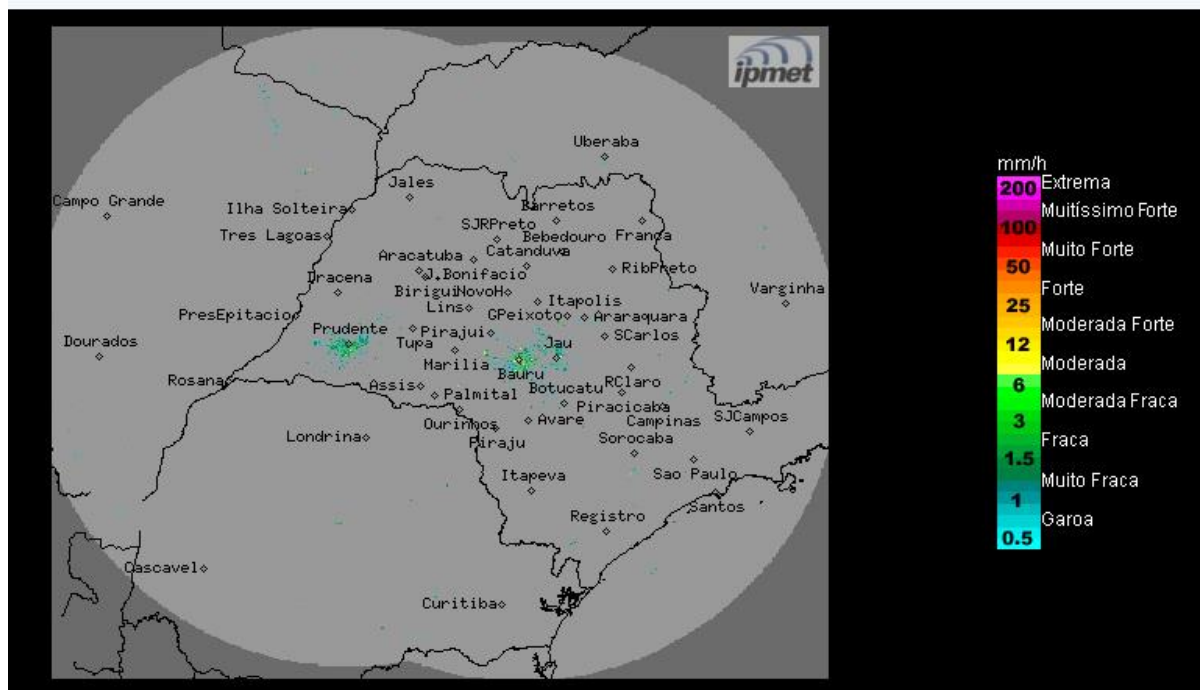 ipmet
Uberaba
Jales
Campo Grande
Ilha Solteira
Barretos
SJRPreto
Tres Lagoas
Bebedouro
Franca
Aracatuba
Catanduva
J.Bonifacio
RibPreto
Dracena
Birigui
NovoH
Varginha
Lins
Itapolis
PresEpitacio
GPeixoto
Araraquara
Prudente
Pirajui
SCarlos
Dourados
Tupa
Jau
Marilia
Bauru
Rosana
Assis
RClaro
Palmital
Botucatu
Piracicaba
SJCampos
Ourinhos
Avare
Campinas
Londrina
Piraju
Sorocaba
Itapeva
Sao Paulo
Santos
Registro
Cascavel
Curitiba
mm/h
200 Extrema
Muitíssimo Forte
100
Muito Forte
50
Forte
25
Moderada Forte
12
Moderada
6
Moderada Fraca
3
Fraca
1.5
Muito Fraca
1
Garoa
0.5